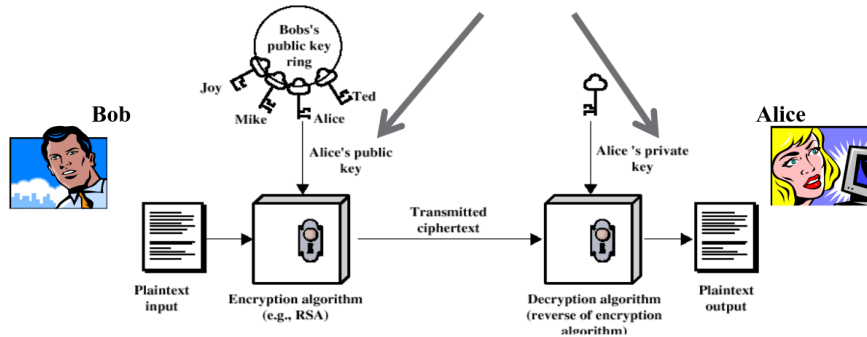 Bobs's
public key
ring
Joy
Ted
Mike
Alice
Bob
Alice
Alice's public
key
Alice 's private
key
Transmitted
ciphertext
Plaintext
input
Encryption algorithm
(e.g., RSA)
Decryption algorithm
(reverse of encryption
algorithm)
Plaintext
output